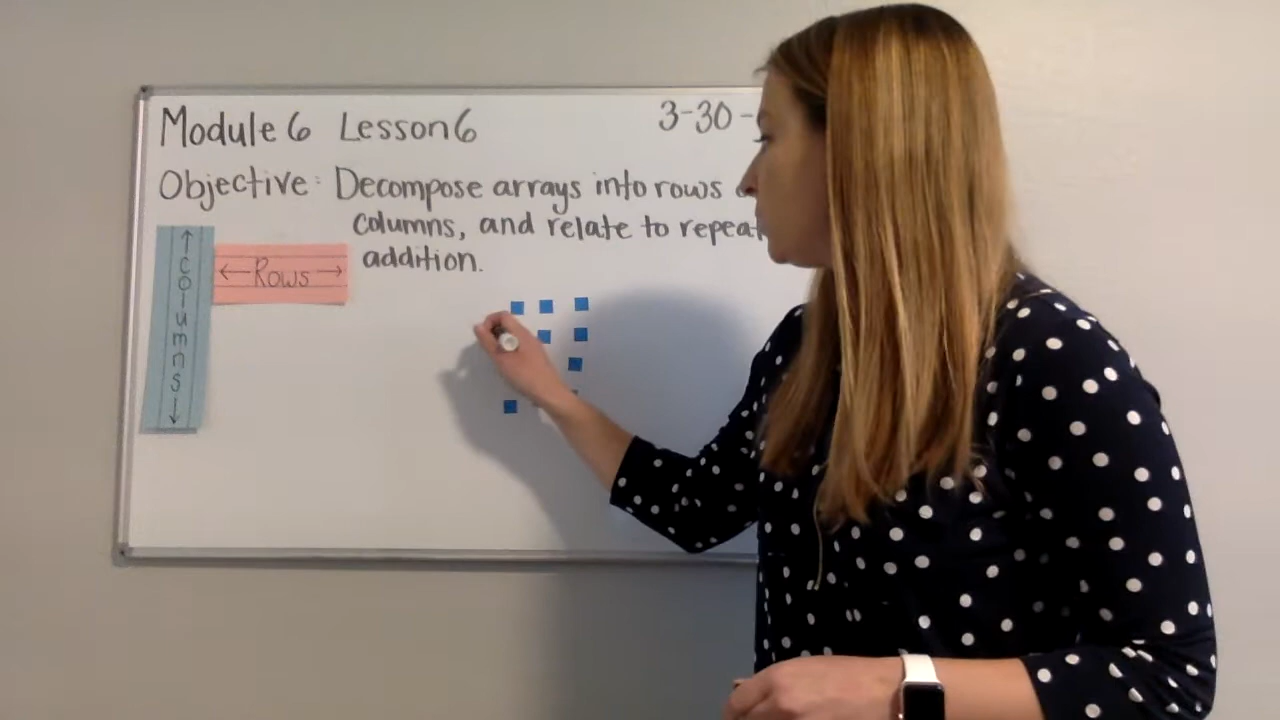 Module 6 Lesson 6
3-30-
Objective: Decompose arrays into rows
columns, and relate to repeat
addition.
←Rows→
←Columns→